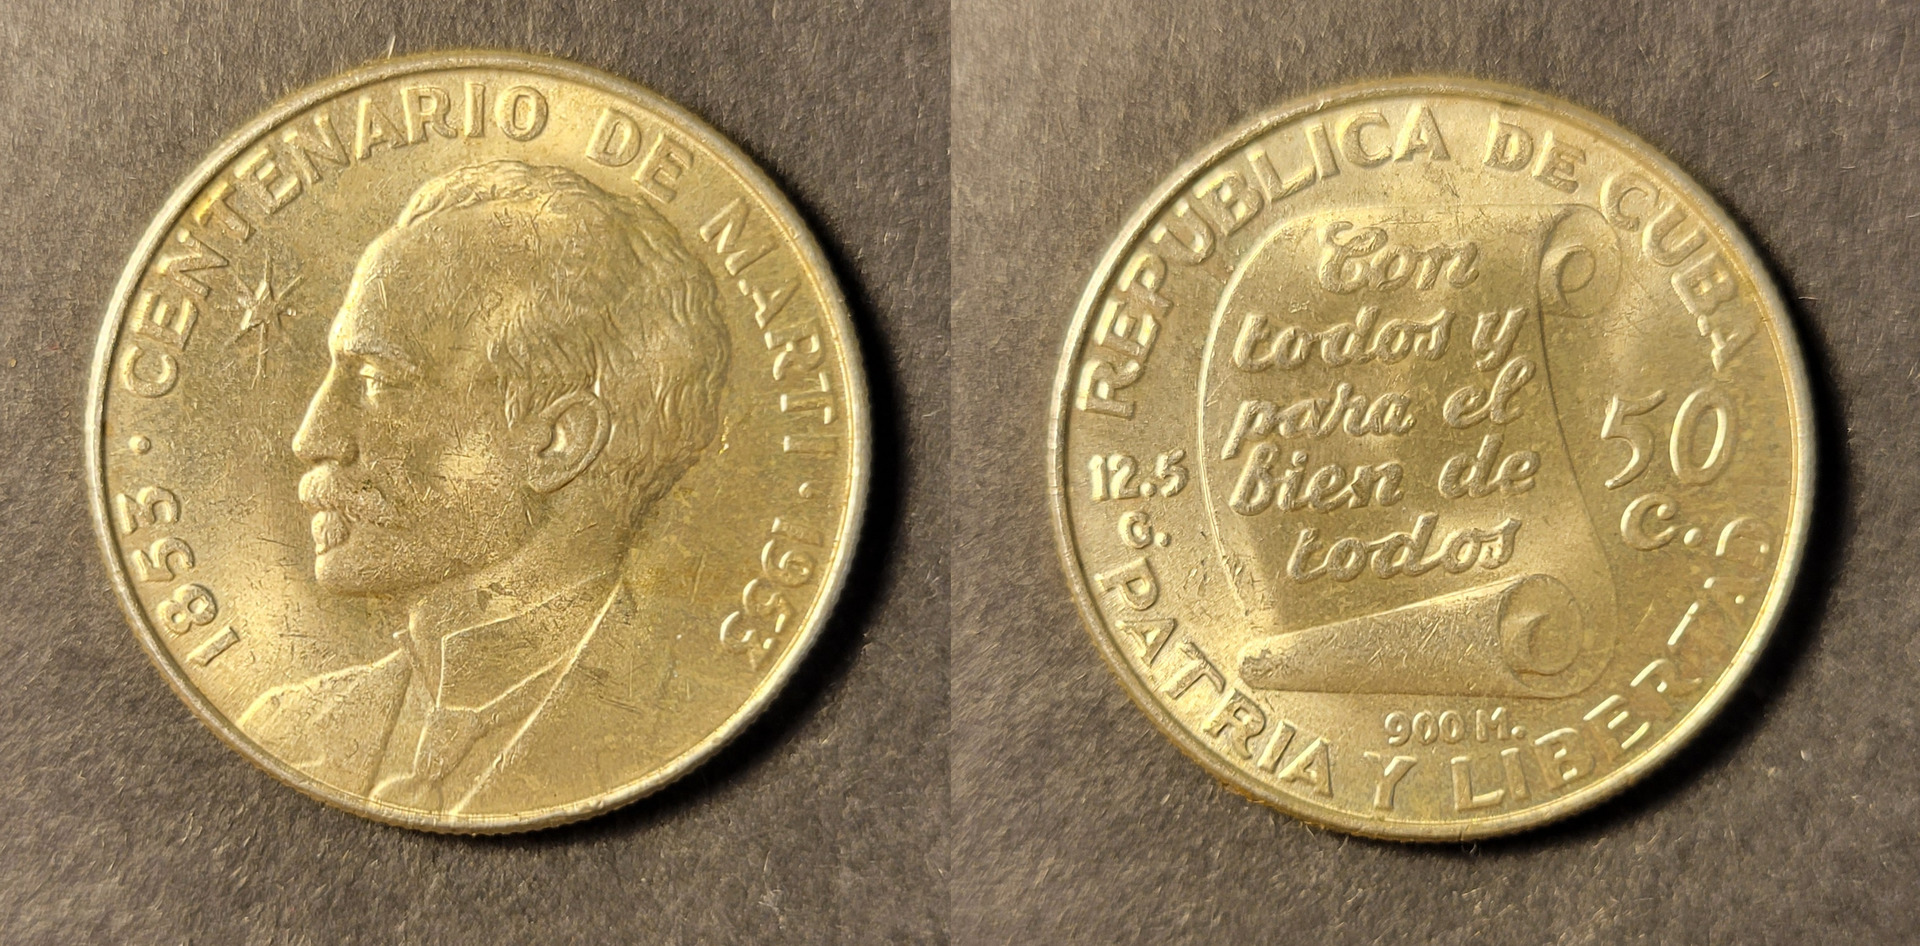 1853 · CENTENARIO DE MARTI · 1953
REPUBLICA DE CUBA
Con
todos y
para el
bien de
todos
12.5
G.
50
C.
900 M.
PATRIA Y LIBERTAD